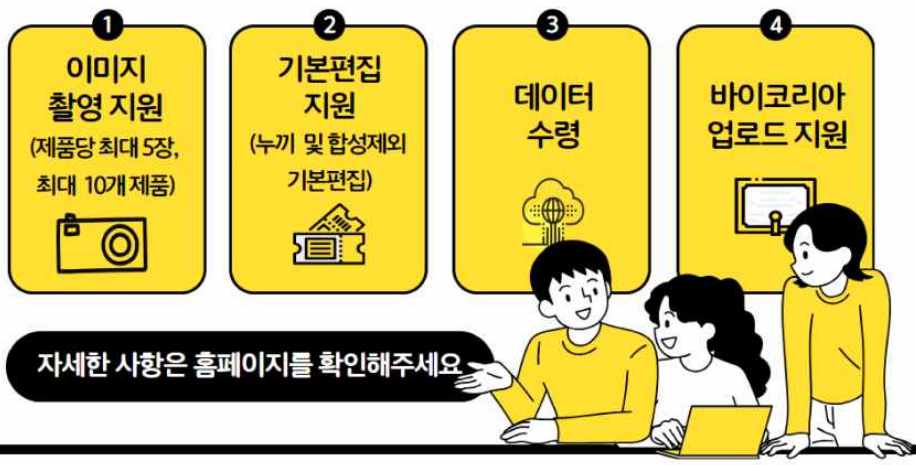 1
이미지
촬영 지원
(제품당 최대 5장,
최대 10개 제품)
2
기본편집
지원
(누끼 및 합성제외
기본편집)
3
데이터
수령
4
바이코리아
업로드 지원
자세한 사항은 홈페이지를 확인해주세요